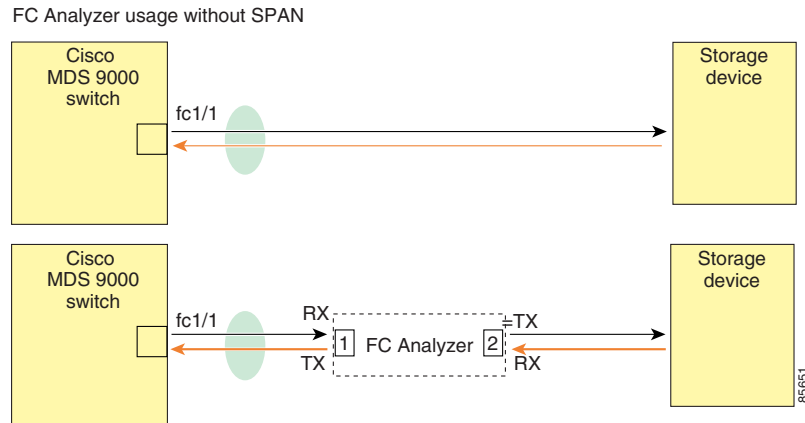 FC Analyzer usage without SPAN
Cisco
MDS 9000
switch
Storage
device
fc1/1
Cisco
MDS 9000
switch
Storage
device
fc1/1
RX
=TX
1
FC Analyzer
2
TX
RX
85651